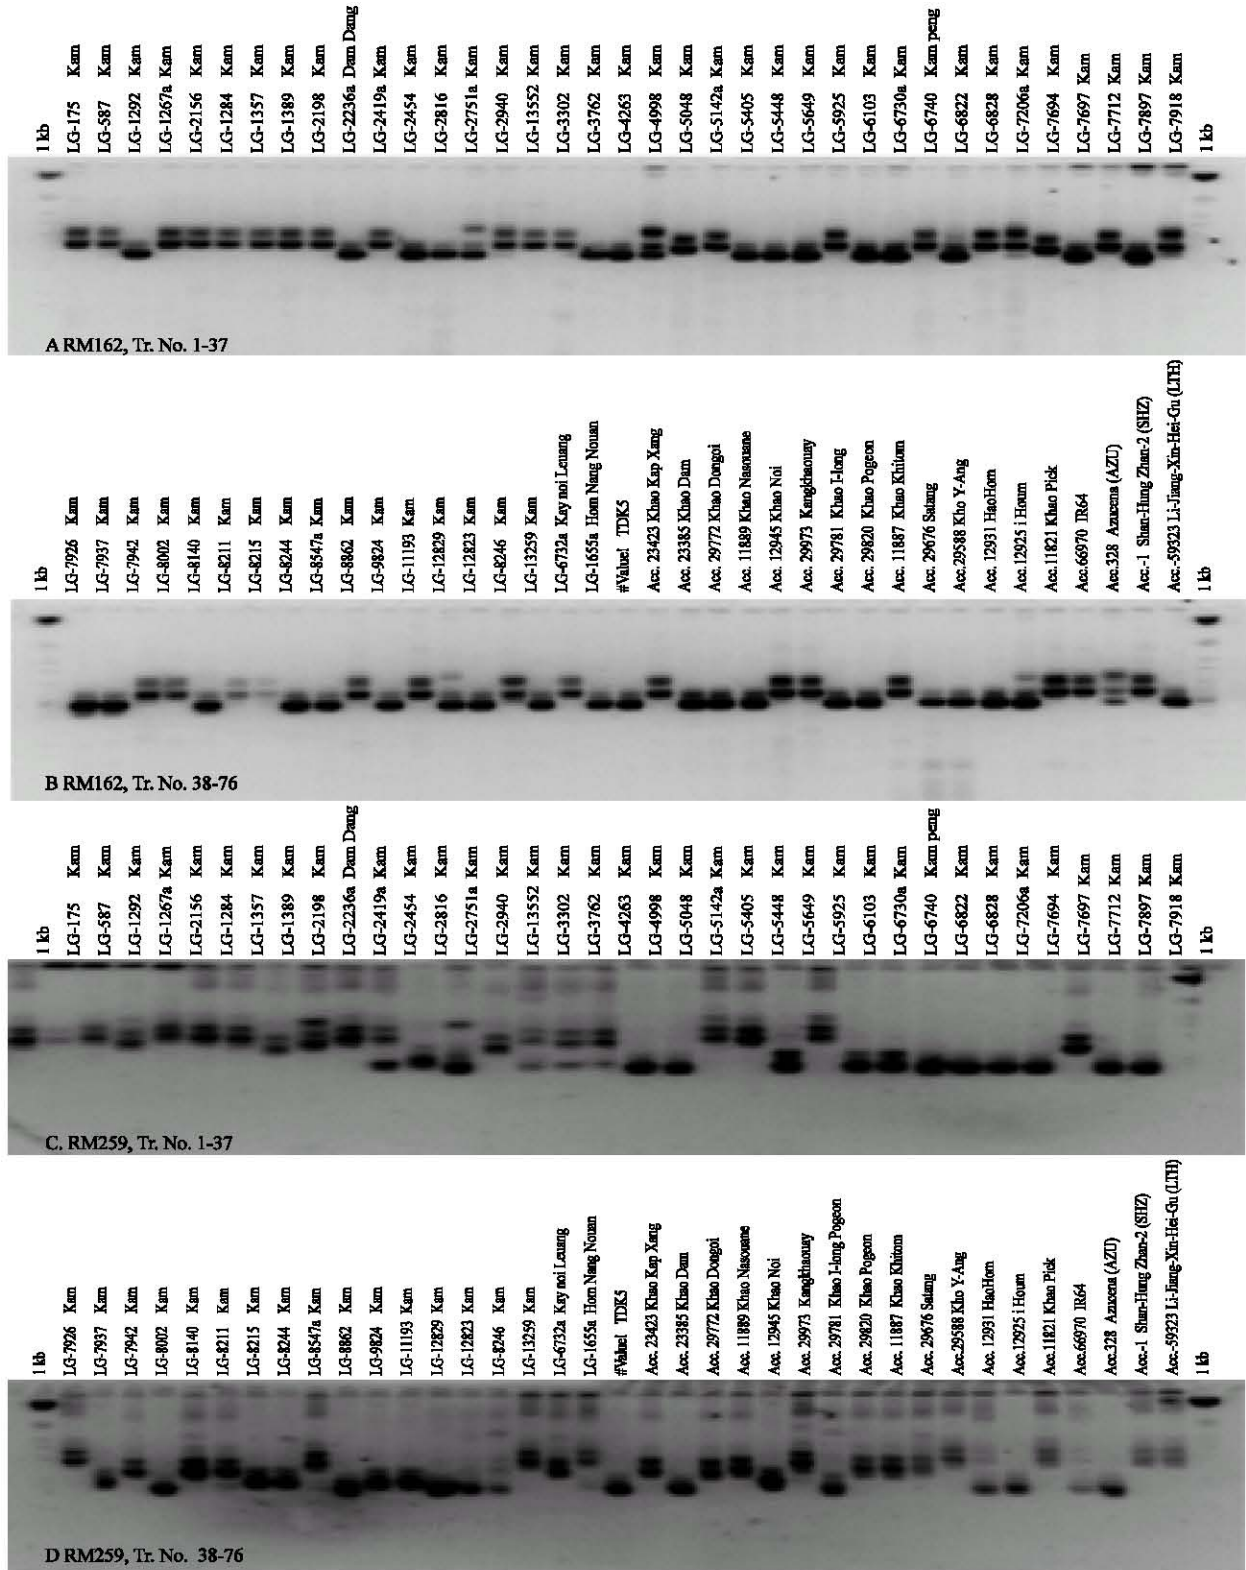 1 kb
LG-175 Kam
LG-587 Kam
LG-1292 Kam
LG-1267a Kam
LG-2156 Kam
LG-1284 Kam
LG-1357 Kam
LG-1389 Kam
LG-2198 Kam
LG-2236a Dam Dang
LG-2419a Kam
LG-2454 Kam
LG-2816 Kam
LG-2751a Kam
LG-2940 Kam
LG-13552 Kam
LG-3302 Kam
LG-3762 Kam
LG-4263 Kam
LG-4998 Kam
LG-5048 Kam
LG-5142a Kam
LG-5405 Kam
LG-5448 Kam
LG-5649 Kam
LG-5925 Kam
LG-6103 Kam
LG-6730a Kam
LG-6740 Kam peng
LG-6822 Kam
LG-6828 Kam
LG-7206a Kam
LG-7694 Kam
LG-7697 Kam
LG-7712 Kam
LG-7897 Kam
LG-7918 Kam
1 kb
A RM162, Tr. No. 1-37
1 kb
LG-7926 Kam
LG-7937 Kam
LG-7942 Kam
LG-8002 Kam
LG-8140 Kam
LG-8211 Kam
LG-8215 Kam
LG-8244 Kam
LG-8547a Kam
LG-8862 Kam
LG-9824 Kam
LG-11193 Kam
LG-12829 Kam
LG-12823 Kam
LG-8246 Kam
LG-13259 Kam
LG-6732a Kay noi Leuang
LG-1655a Hom Nang Nouan
#Value! TDK5
Acc. 23423 Khao Kap Xang
Acc. 23385 Khao Dam
Acc. 29772 Khao Dongoi
Acc. 11889 Khao Nasouane
Acc. 12945 Khao Noi
Acc. 29973 Kangkhaouay
Acc. 29781 Khao I-long
Acc. 29820 Khao Pogeon
Acc. 11887 Khao Khitom
Acc. 29676 Satang
Acc.29588 Kho Y-Ang
Acc. 12931 HaoHom
Acc.12925 i Houm
Acc.11821 Khao Pick
Acc.66970 IR64
Acc.328 Azucena (AZU)
Acc.-1 Shan-Hung Zhan-2 (SHZ)
Acc.-59323 Li-Jiang-Xin-Hei-Gu (LTH)
1 kb
B RM162, Tr. No. 38-76
1 kb
LG-175 Kam
LG-587 Kam
LG-1292 Kam
LG-1267a Kam
LG-2156 Kam
LG-1284 Kam
LG-1357 Kam
LG-1389 Kam
LG-2198 Kam
LG-2236a Dam Dang
LG-2419a Kam
LG-2454 Kam
LG-2816 Kam
LG-2751a Kam
LG-2940 Kam
LG-13552 Kam
LG-3302 Kam
LG-3762 Kam
LG-4263 Kam
LG-4998 Kam
LG-5048 Kam
LG-5142a Kam
LG-5405 Kam
LG-5448 Kam
LG-5649 Kam
LG-5925 Kam
LG-6103 Kam
LG-6730a Kam
LG-6740 Kam peng
LG-6822 Kam
LG-6828 Kam
LG-7206a Kam
LG-7694 Kam
LG-7697 Kam
LG-7712 Kam
LG-7897 Kam
LG-7918 Kam
1 kb
C. RM259, Tr. No. 1-37
1 kb
LG-7926 Kam
LG-7937 Kam
LG-7942 Kam
LG-8002 Kam
LG-8140 Kam
LG-8211 Kam
LG-8215 Kam
LG-8244 Kam
LG-8547a Kam
LG-8862 Kam
LG-9824 Kam
LG-11193 Kam
LG-12829 Kam
LG-12823 Kam
LG-8246 Kam
LG-13259 Kam
LG-6732a Kay noi Leuang
LG-1655a Hom Nang Nouan
#Value! TDK5
Acc. 23423 Khao Kap Xang
Acc. 23385 Khao Dam
Acc. 29772 Khao Dongoi
Acc. 11889 Khao Nasouane
Acc. 12945 Khao Noi
Acc. 29973 Kangkhaouay
Acc. 29781 Khao I-long Pogeon
Acc. 29820 Khao Pogeon
Acc. 11887 Khao Khitom
Acc. 29676 Satang
Acc.29588 Kho Y-Ang
Acc. 12931 HaoHom
Acc.12925 i Houm
Acc.11821 Khao Pick
Acc.66970 IR64
Acc.328 Azucena (AZU)
Acc.-1 Shan-Hung Zhan-2 (SHZ)
Acc.-59323 Li-Jiang-Xin-Hei-Gu (LTH)
1 kb
D RM259, Tr. No. 38-76